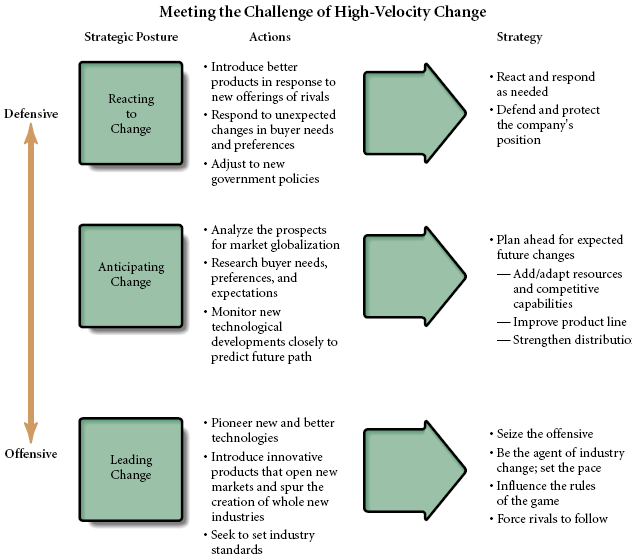 Meeting the Challenge of High-Velocity Change
Strategic Posture
Actions
Strategy
Defensive
Offensive
Reacting
to
Change
• Introduce better
products in response to
new offerings of rivals
• Respond to unexpected
changes in buyer needs
and preferences
• Adjust to new
government policies
• React and respond
as needed
• Defend and protect
the company's
position
Anticipating
Change
• Analyze the prospects
for market globalization
• Research buyer needs,
preferences, and
expectations
• Monitor new
technological
developments closely to
predict future path
• Plan ahead for expected
future changes
— Add/adapt resources
and competitive
capabilities
— Improve product line
— Strengthen distributio
Leading
Change
• Pioneer new and better
technologies
• Introduce innovative
products that open new
markets and spur the
creation of whole new
industries
• Seek to set industry
standards
• Seize the offensive
• Be the agent of industry
change; set the pace
• Influence the rules
of the game
• Force rivals to follow